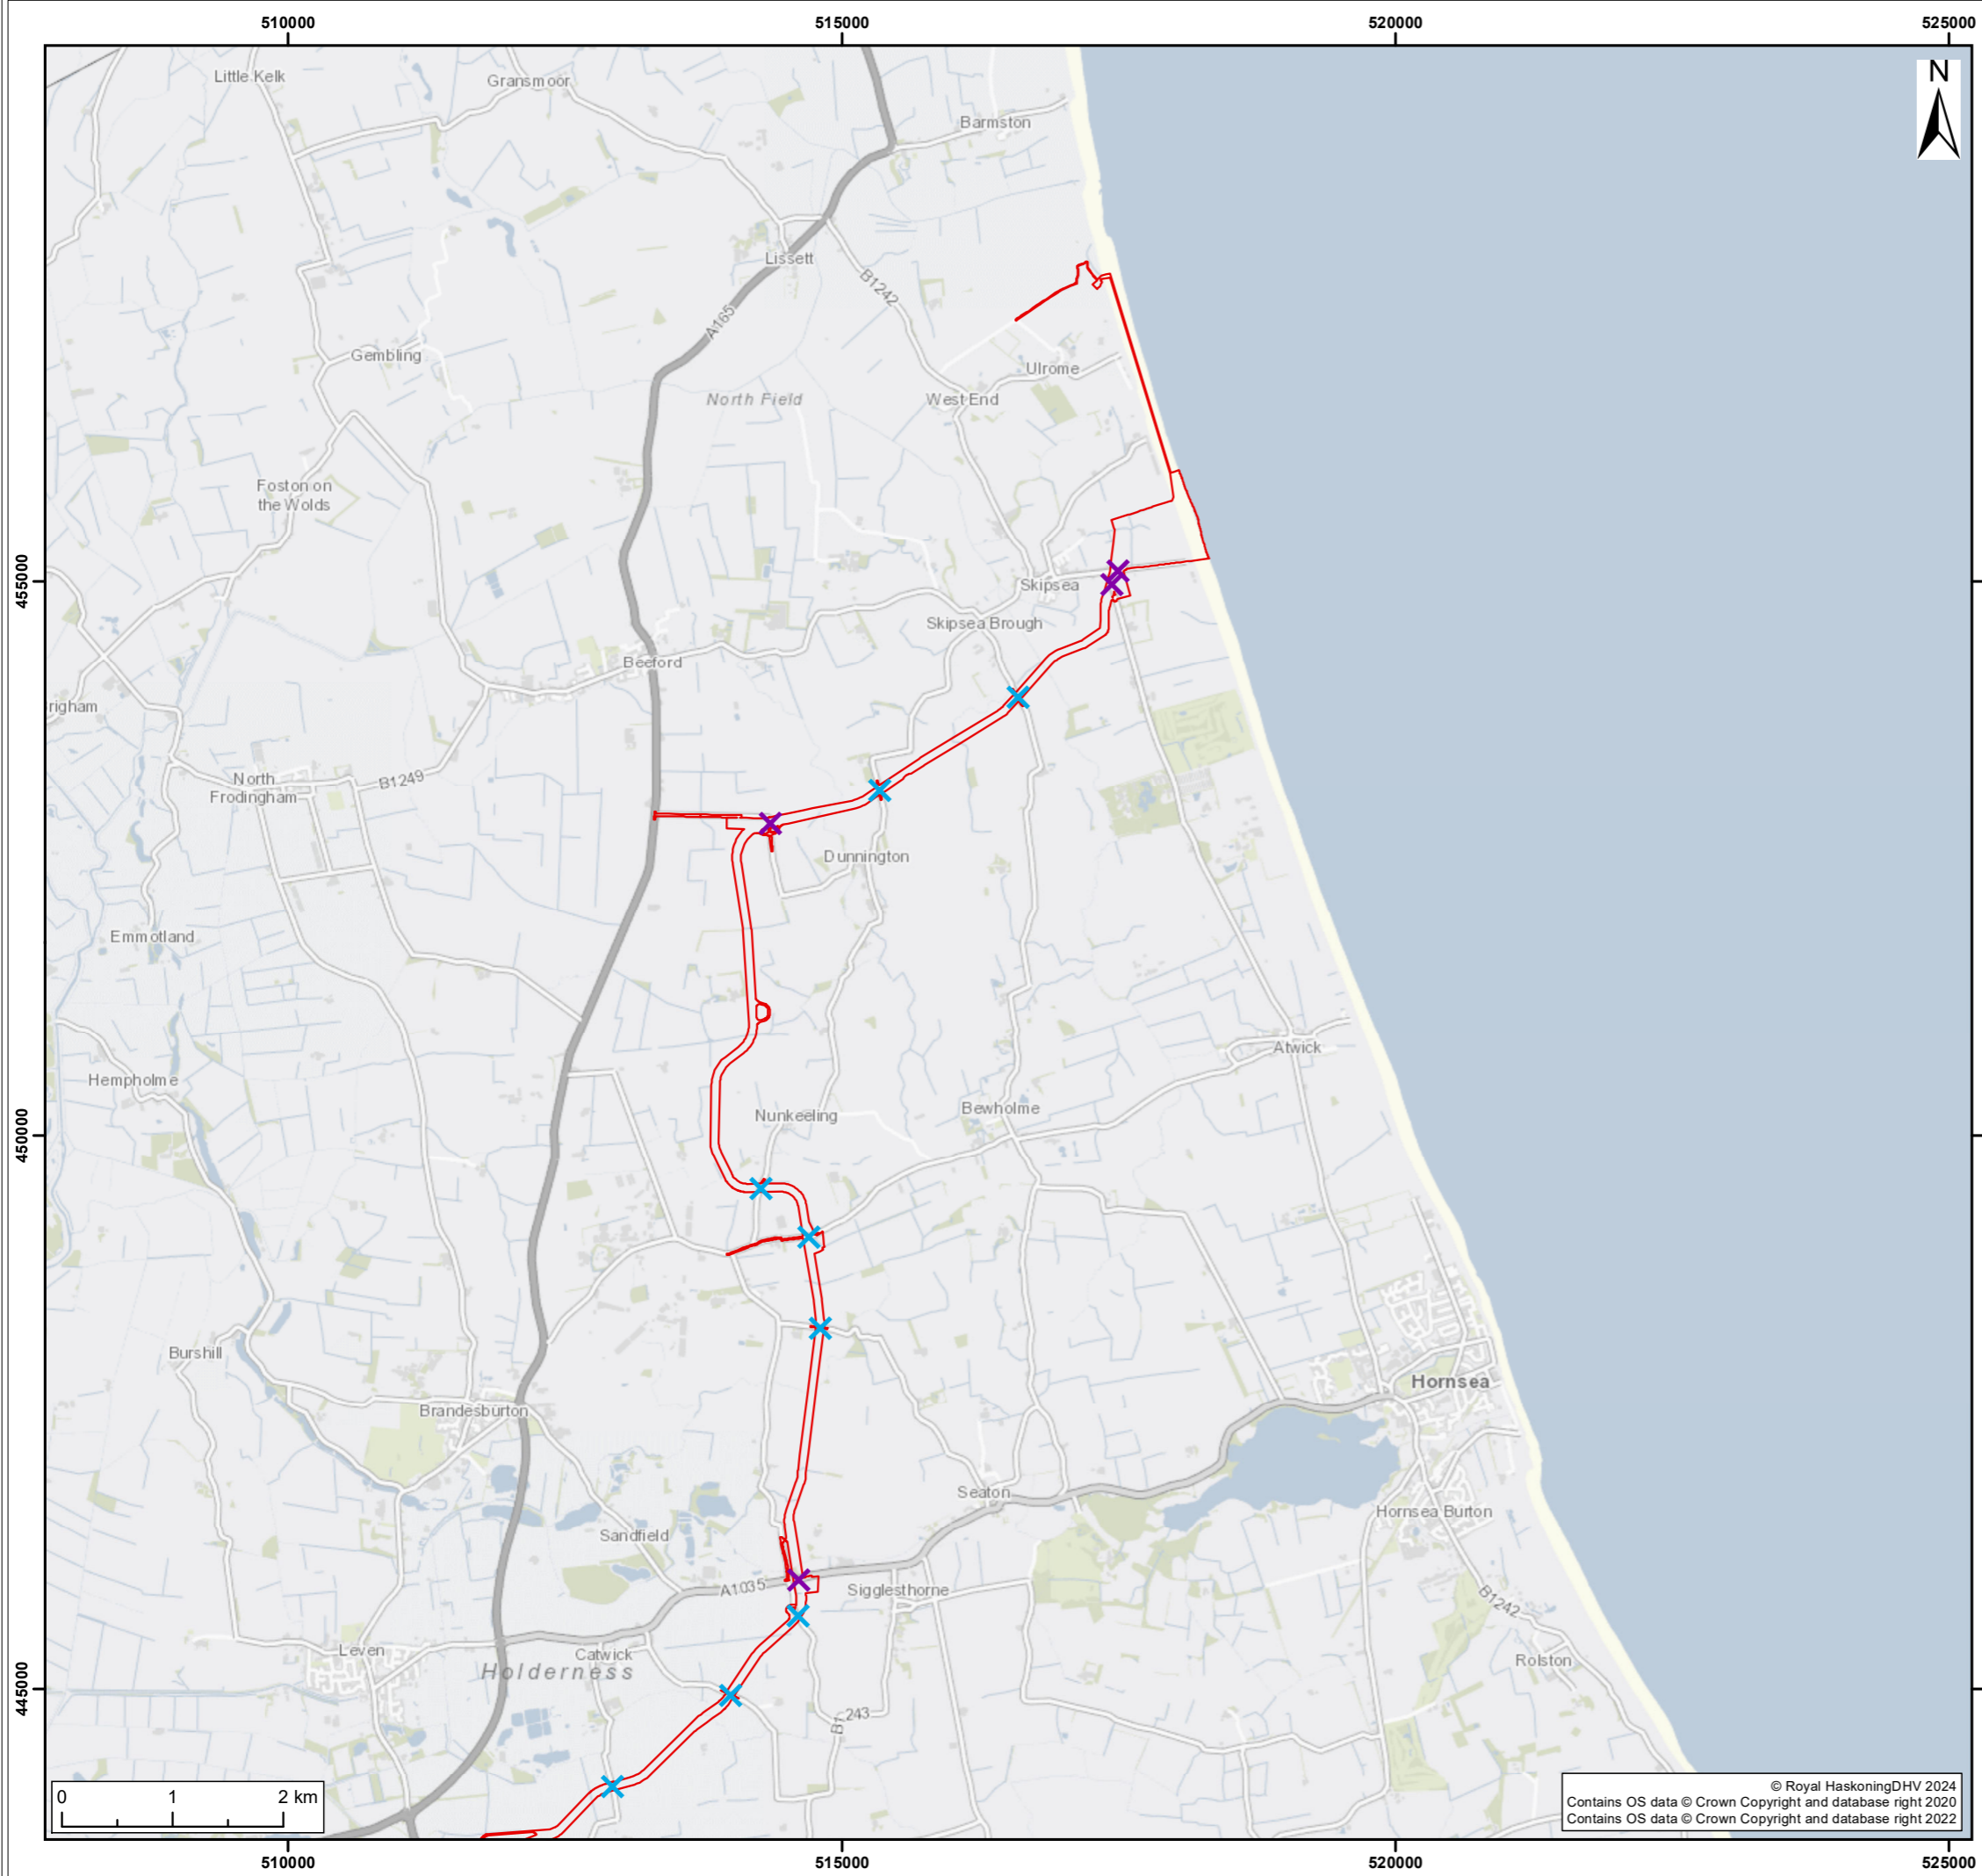 510000
515000
520000
525000
N
Little Kelk
Gransmoor
Barmston
Lissett
B1242
A165
Gembling
Ulrome
North Field
West End
Foston on
the Wolds
455000
455000
Skipsea
Skipsea Brough
Beeford
righam
North
Frodingham
B1249
Dunnington
Emmotland
Atwick
Hempholme
Nunkeeling
Bewholme
450000
450000
Burshill
Hornsea
Brandesburton
Seaton
Hornsea Burton
Sandfield
A1035
Sigglesthorne
B1242
Leven
Catwick
Holderness
Rolston
445000
445000
B1243
0 1 2 km
© Royal HaskoningDHV 2024
Contains OS data © Crown Copyright and database right 2020
Contains OS data © Crown Copyright and database right 2022
510000
515000
520000
525000